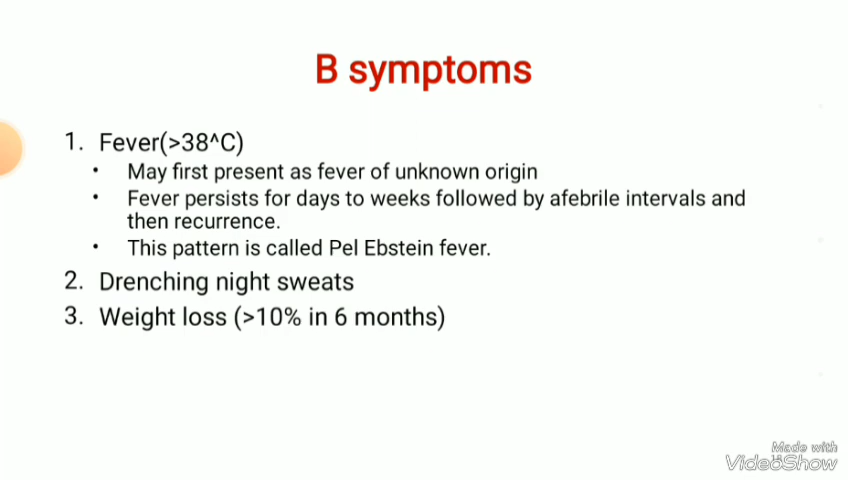 B symptoms
1. Fever(>38^C)
• May first present as fever of unknown origin
• Fever persists for days to weeks followed by afebrile intervals and
then recurrence.
• This pattern is called Pel Ebstein fever.
2. Drenching night sweats
3. Weight loss (>10% in 6 months)
Made with
VideoShow